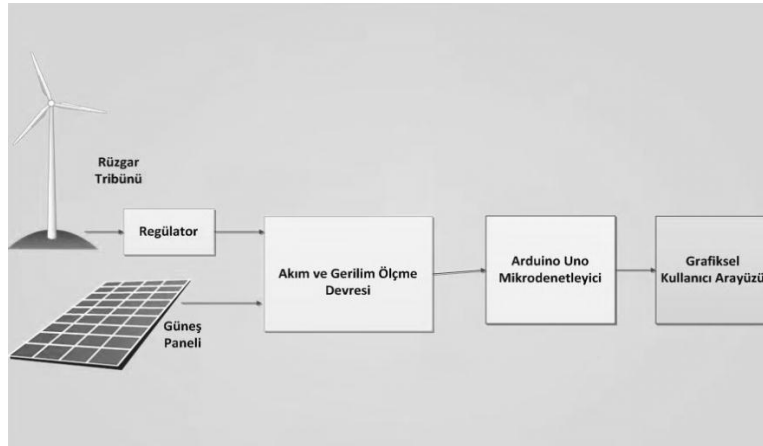 Rüzgar
Tribünü
Regülator
Akım ve Gerilim Ölçme
Devresi
Arduino Uno
Mikrodenetleyici
Grafiksel
Kullanıcı Arayüzü
Güneş
Paneli